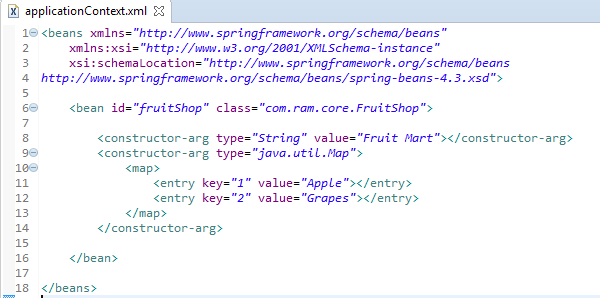 applicationContext.xml
1 <beans xmlns="http://www.springframework.org/schema/beans"
2 xmlns:xsi="http://www.w3.org/2001/XMLSchema-instance"
3 xsi:schemaLocation="http://www.springframework.org/schema/beans
4 http://www.springframework.org/schema/beans/spring-beans-4.3.xsd">
5
6 <bean id="fruitShop" class="com.ram.core.FruitShop">
7
8 <constructor-arg type="String" value="Fruit Mart"></constructor-arg>
9 <constructor-arg type="java.util.Map">
10 <map>
11 <entry key="1" value="Apple"></entry>
12 <entry key="2" value="Grapes"></entry>
13 </map>
14 </constructor-arg>
15
16 </bean>
17
18 </beans>